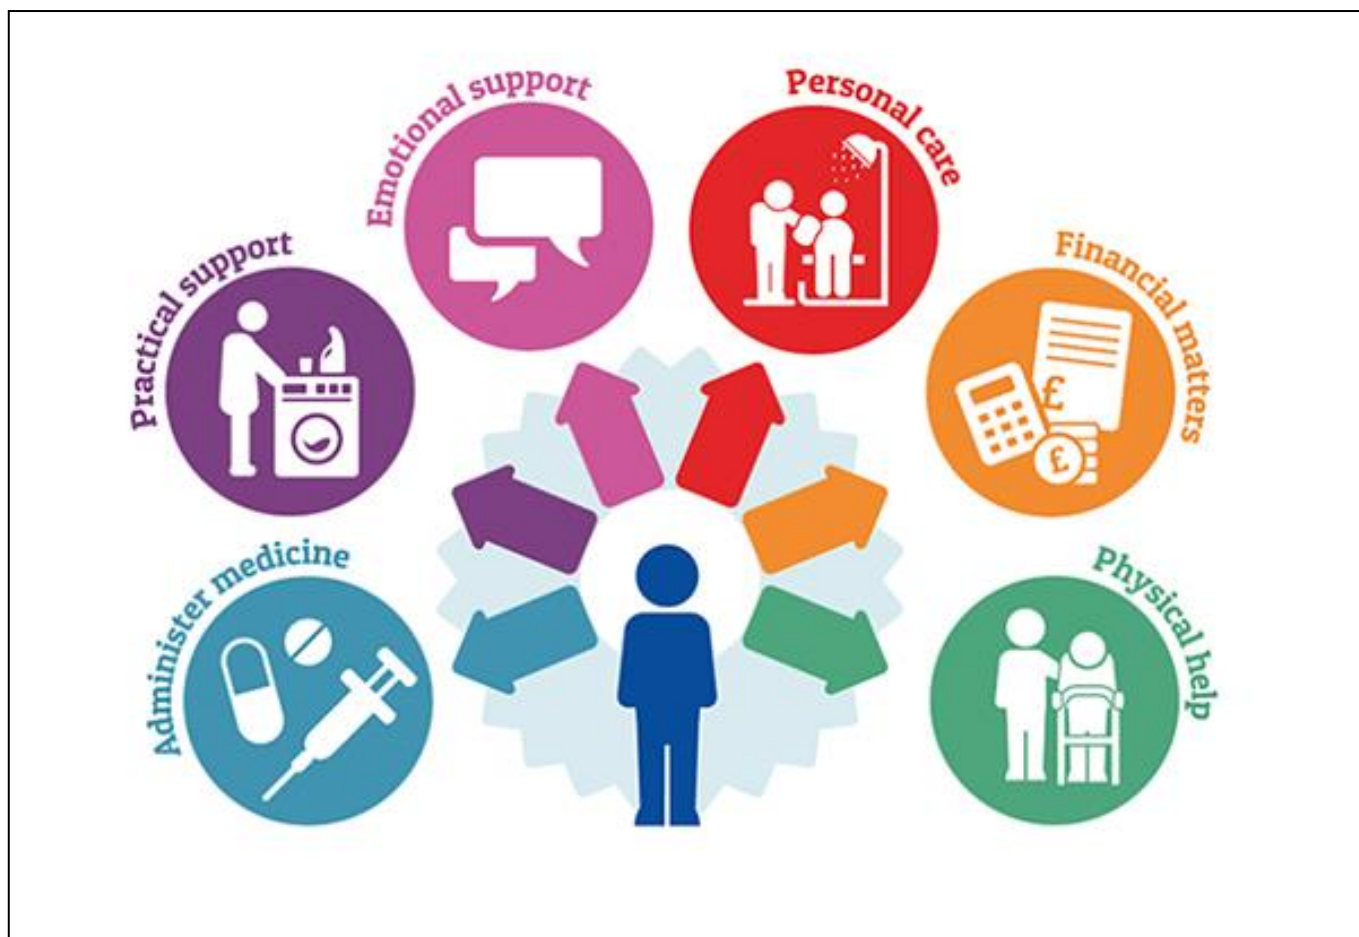 Emotional support
Personal care
Practical support
Financial matters
£
£
Administer medicine
Physical help